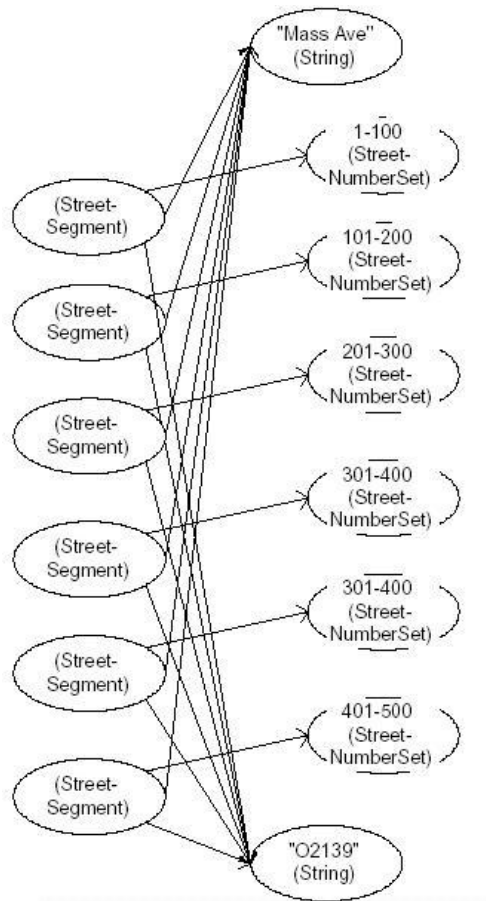 "Mass Ave"
(String)
1-100
(Street-
NumberSet)
(Street-
Segment)
101-200
(Street-
NumberSet)
(Street-
Segment)
201-300
(Street-
NumberSet)
(Street-
Segment)
301-400
(Street-
NumberSet)
(Street-
Segment)
301-400
(Street-
NumberSet)
(Street-
Segment)
401-500
(Street-
NumberSet)
(Street-
Segment)
"O2139"
(String)